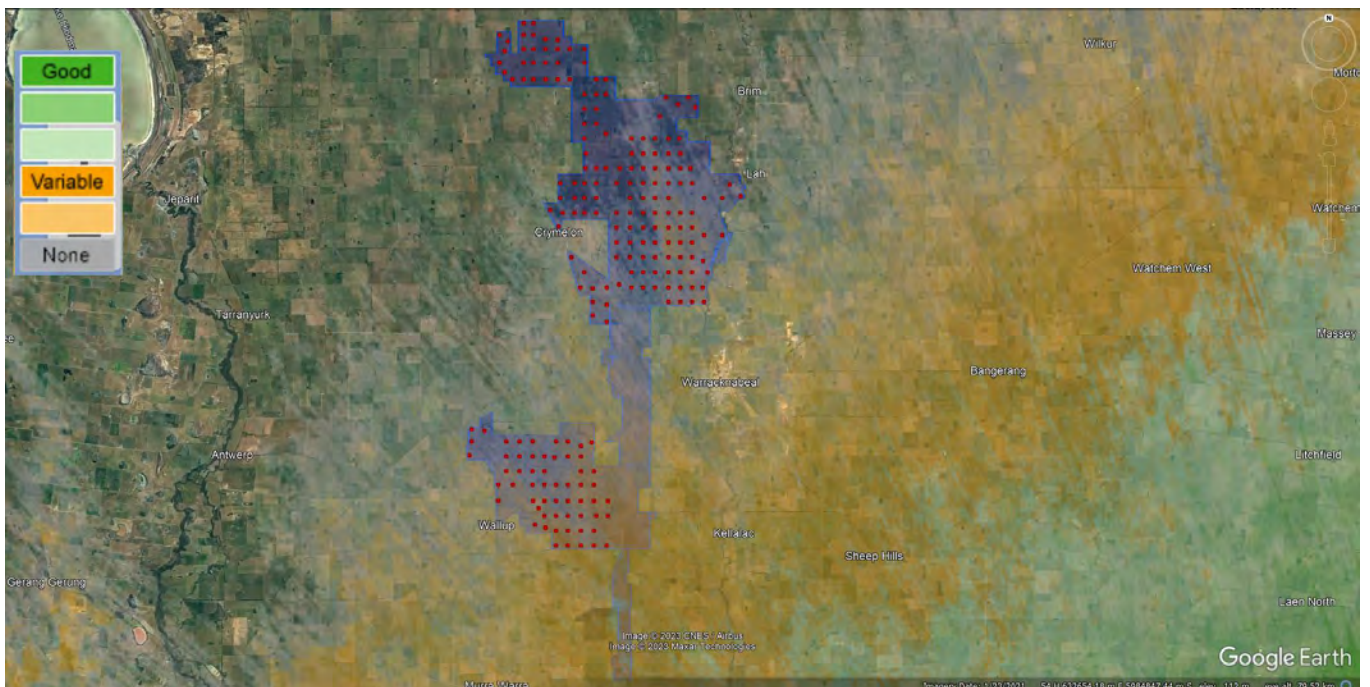 Good
Variable
None
N
Wilkur
Brim
Lah
Jeparit
Crymelon
Watchem
Watchem West
Tarranyurk
Massey
Bangerang
Warracknabeal
Antwerp
Litchfield
Wallup
Kellalac
Sheep Hills
Gerang Gerung
Laen North
Image © 2023 CNES / Airbus
Image © 2023 Maxar Technologies
Google Earth
Murra Warra